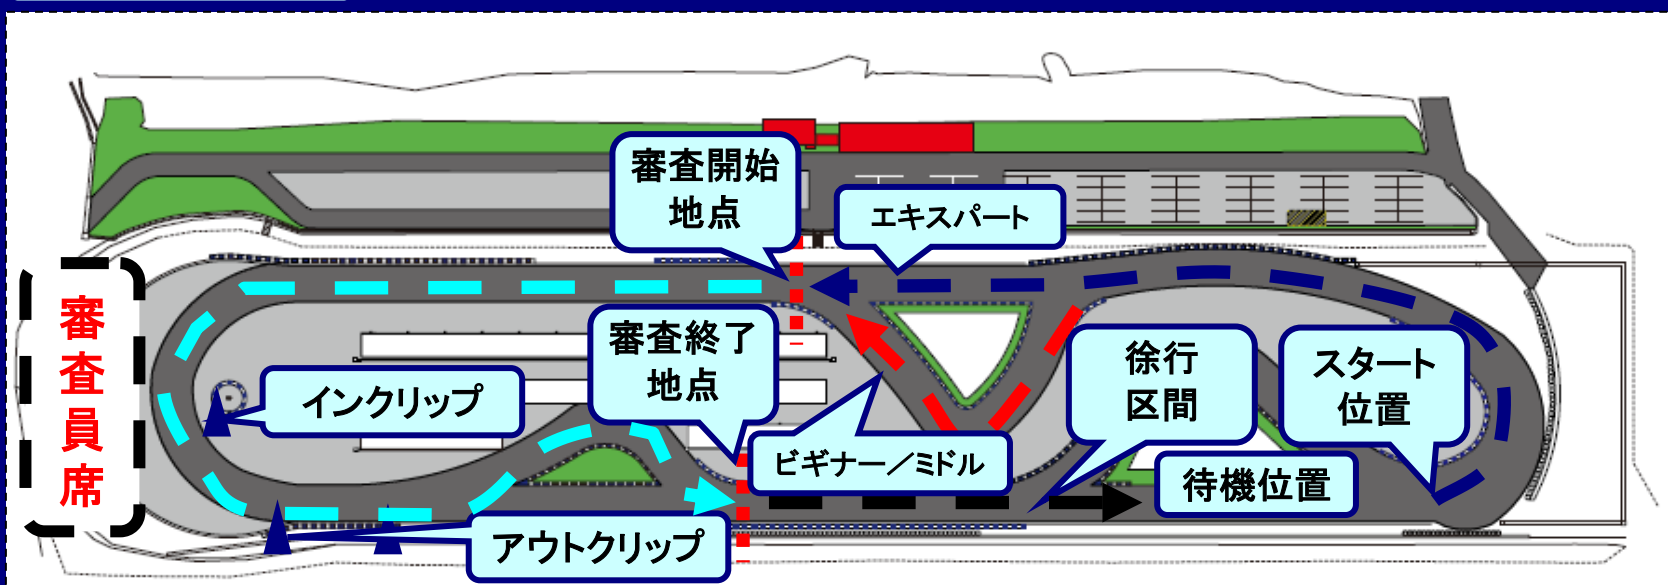 審査開始
地点
エキスパート
審査員席
審査終了
地点
徐行
区間
スタート
位置
インクリップ
ビギナー／ミドル
待機位置
アウトクリップ